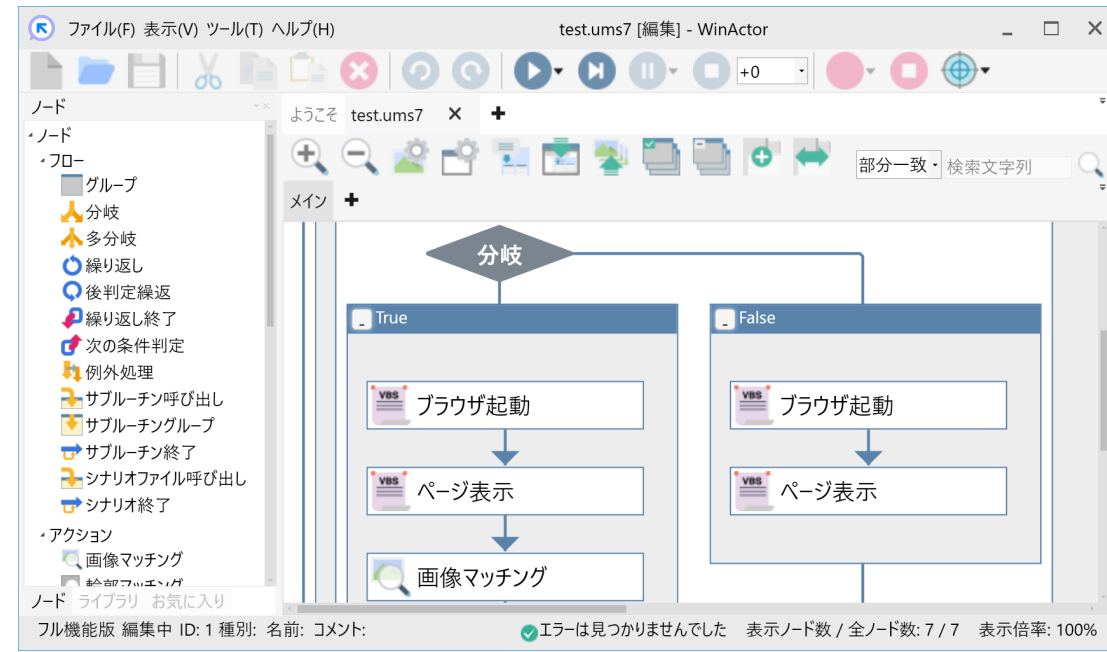 ファイル(F) 表示(V) ツール(T) ヘルプ(H) test.ums7 [編集] - WinActor
+0
ノード
ようこそ test.ums7
ノード
フロー
グループ
分岐
多分岐
繰り返し
後判定繰返
繰り返し終了
次の条件判定
例外処理
サブルーチン呼び出し
サブルーチングループ
サブルーチン終了
シナリオファイル呼び出し
シナリオ終了
アクション
画像マッチング
輪郭マッチング
ノード ライブラリ お気に入り
部分一致 検索文字列
メイン
分岐
True
VBS ブラウザ起動
VBS ページ表示
画像マッチング
False
VBS ブラウザ起動
VBS ページ表示
フル機能版 編集中 ID: 1 種別: 名前: コメント: エラーは見つかりませんでした 表示ノード数 / 全ノード数: 7 / 7 表示倍率: 100%